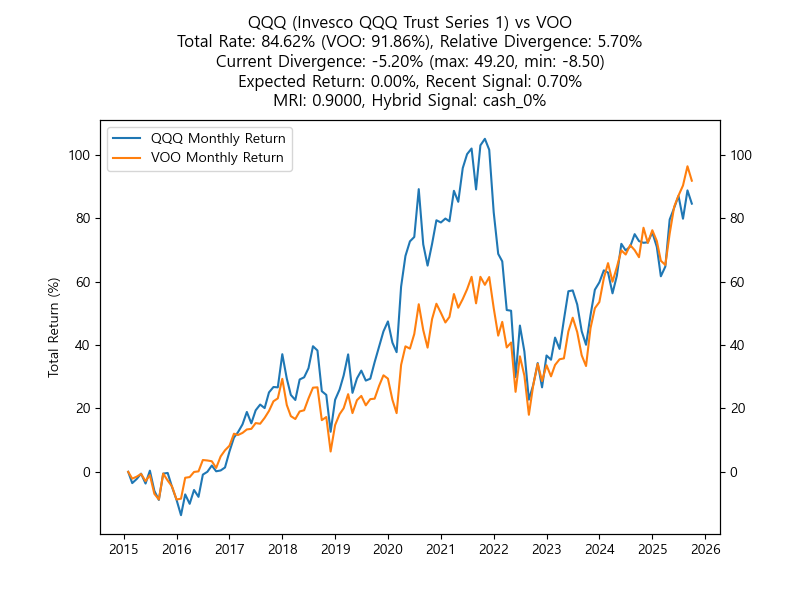 QQQ (Invesco QQQ Trust Series 1) vs VOO
Total Rate: 84.62% (VOO: 91.86%), Relative Divergence: 5.70%
Current Divergence: -5.20% (max: 49.20, min: -8.50)
Expected Return: 0.00%, Recent Signal: 0.70%
MRI: 0.9000, Hybrid Signal: cash_0%
QQQ Monthly Return
VOO Monthly Return
Total Return (%)
100
80
60
40
20
0
100
80
60
40
20
0
2015 2016 2017 2018 2019 2020 2021 2022 2023 2024 2025 2026